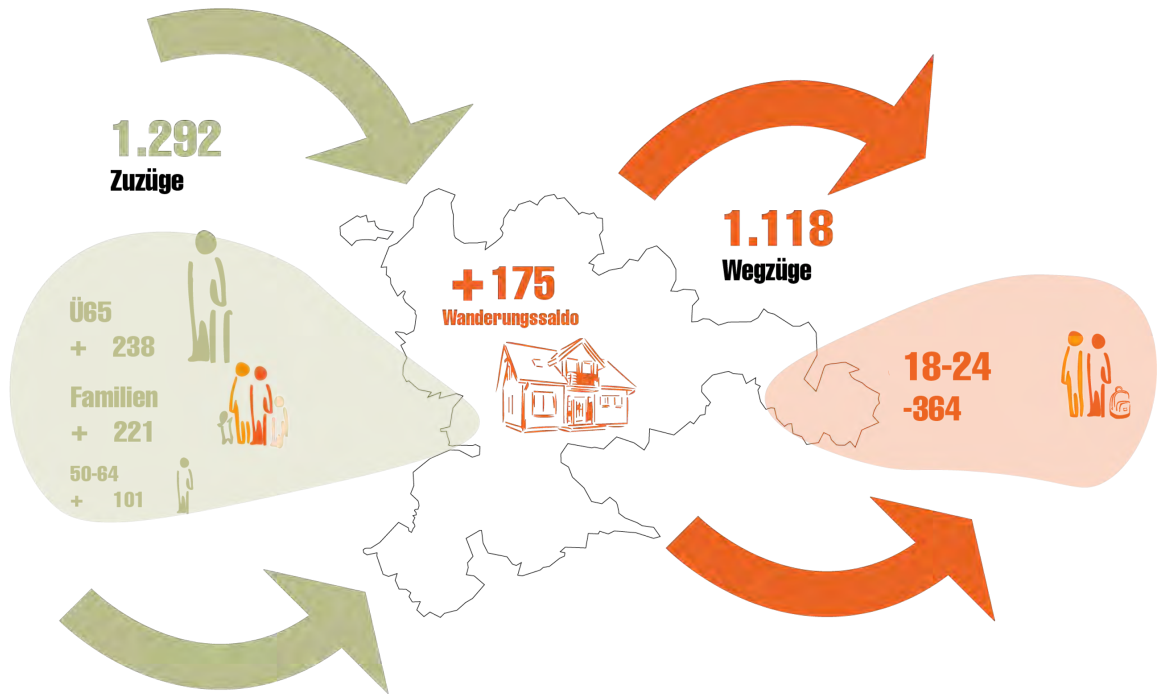 1.292
Zuzüge
Ü65
+ 238
Familien
+ 221
50-64
+ 101
+175
Wanderungssaldo
1.118
Wegzüge
18-24
-364